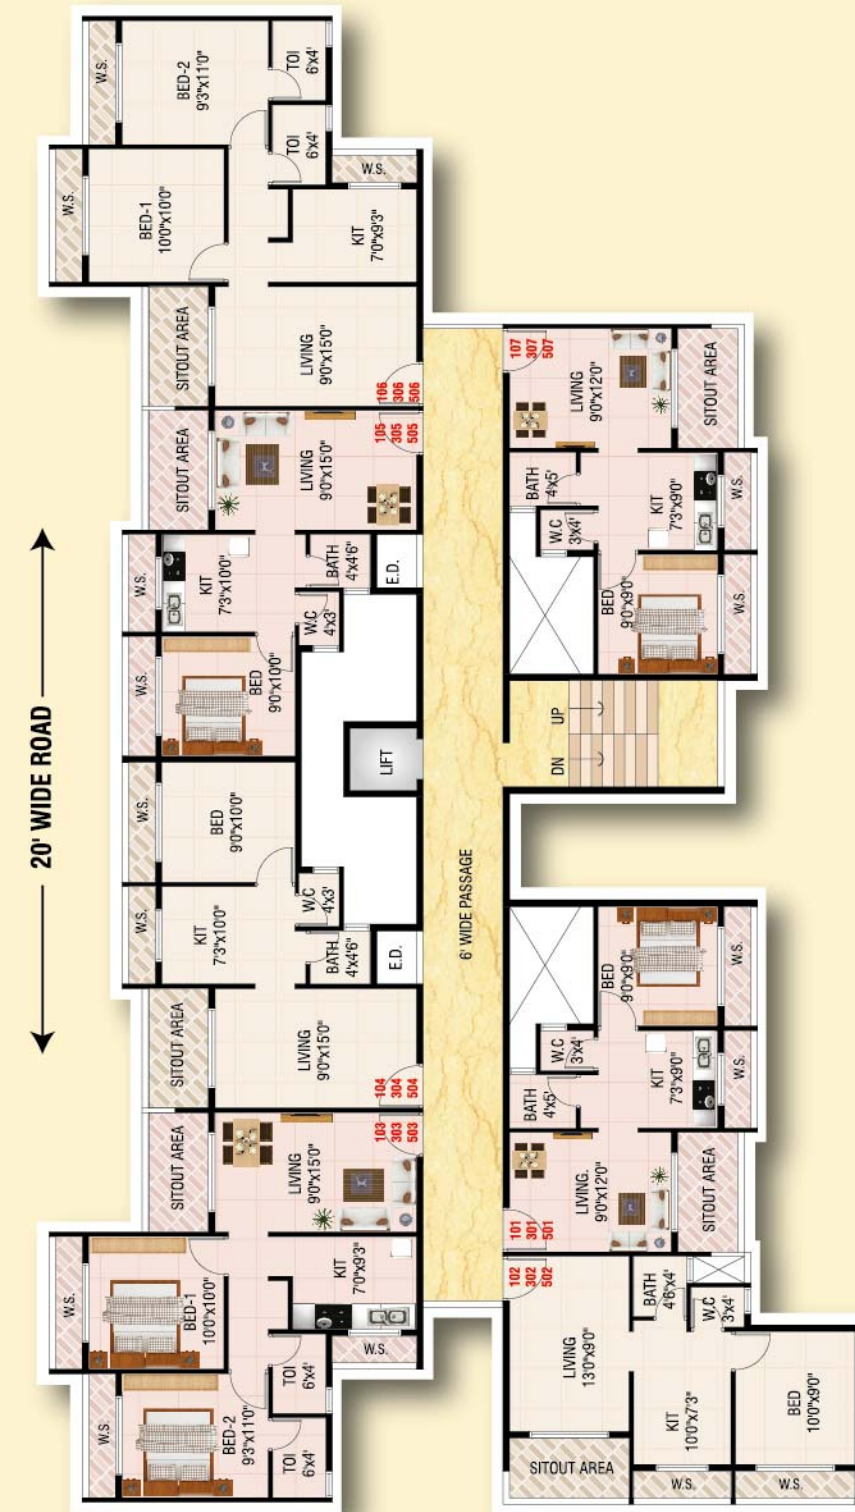 W.S.
BED-2
9'3"x11'0"
TOI
6'x4'
TOI
6'x4'
W.S.
W.S.
BED-1
10'0"x10'0"
KIT
7'0"x9'3"
SITOUT AREA
LIVING
9'0"x15'0"
106
306
506
107
307
507
LIVING
9'0"x12'0"
SITOUT AREA
SITOUT AREA
LIVING
9'0"x15'0"
105
305
505
BATH
4'x5'
KIT
7'3"x9'0"
W.S.
W.C
3'x4'
W.S.
KIT
7'3"x10'0"
BATH
4'x4'6"
E.D.
W.C
4'x3'
BED
9'0"x9'0"
W.S.
W.S.
BED
9'0"x10'0"
20' WIDE ROAD
LIFT
UP
DN
W.S.
BED
9'0"x10'0"
6' WIDE PASSAGE
W.S.
KIT
7'3"x10'0"
W.C
4'x3'
BATH
4'x4'6"
E.D.
BED
9'0"x9'0"
W.S.
SITOUT AREA
LIVING
9'0"x15'0"
104
304
504
W.C
3'x4'
BATH
4'x5'
KIT
7'3"x9'0"
W.S.
SITOUT AREA
LIVING
9'0"x15'0"
103
303
503
101
301
501
LIVING.
9'0"x12'0"
SITOUT AREA
W.S.
BED-1
10'0"x10'0"
KIT
7'0"x9'3"
W.S.
102
302
502
LIVING
13'0"x9'0"
BATH
4'6"x4'
W.C
3'x4'
W.S.
BED-2
9'3"x11'0"
TOI
6'x4'
TOI
6'x4'
SITOUT AREA
KIT
10'0"x7'3"
W.S.
BED
10'0"x9'0"
W.S.